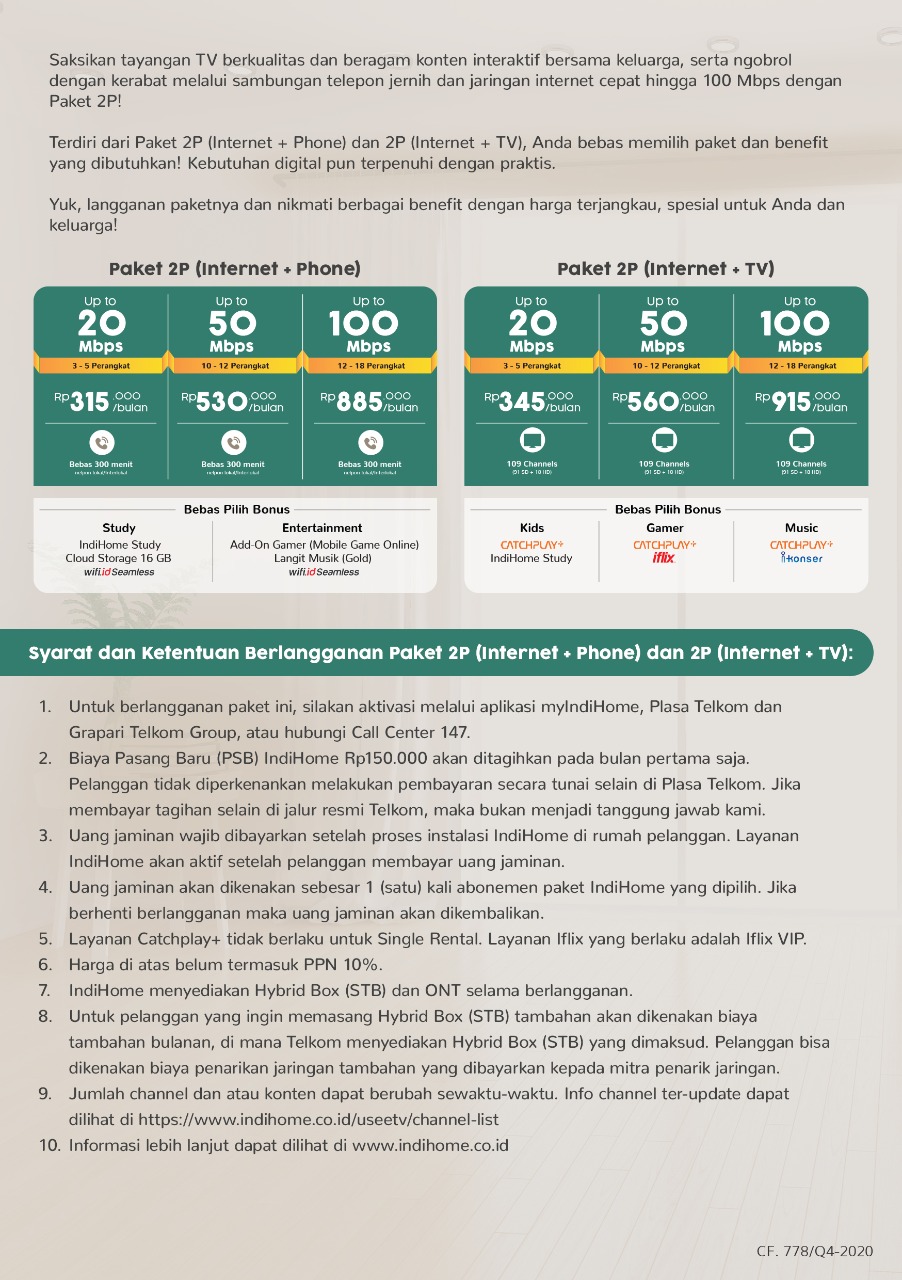 Saksikan tayangan TV berkualitas dan beragam konten interaktif bersama keluarga, serta ngobrol
dengan kerabat melalui sambungan telepon jernih dan jaringan internet cepat hingga 100 Mbps dengan
Paket 2P!
Terdiri dari Paket 2P (Internet + Phone) dan 2P (Internet + TV), Anda bebas memilih paket dan benefit
yang dibutuhkan! Kebutuhan digital pun terpenuhi dengan praktis.
Yuk, langganan paketnya dan nikmati berbagai benefit dengan harga terjangkau, spesial untuk Anda dan
keluarga!
Paket 2P (Internet + Phone)
Up to Up to Up to
20 50 100
Mbps Mbps Mbps
3 - 5 Perangkat 10 - 12 Perangkat 12 - 18 Perangkat
Rp315.000/bulan Rp530.000/bulan Rp885.000/bulan
Bebas 300 menit Bebas 300 menit Bebas 300 menit
nelpon lokal/interlokal nelpon lokal/interlokal nelpon lokal/interlokal
Bebas Pilih Bonus
Study Entertainment
IndiHome Study Add-On Gamer (Mobile Game Online)
Cloud Storage 16 GB Langit Musik (Gold)
wifi.id Seamless wifi.id Seamless
Paket 2P (Internet + TV)
Up to Up to Up to
20 50 100
Mbps Mbps Mbps
3 - 5 Perangkat 10 - 12 Perangkat 12 - 18 Perangkat
Rp345.000/bulan Rp560.000/bulan Rp915.000/bulan
109 Channels 109 Channels 109 Channels
(91 SD + 18 HD) (91 SD + 18 HD) (91 SD + 18 HD)
Bebas Pilih Bonus
Kids Gamer Music
CATCHPLAY+ CATCHPLAY+ CATCHPLAY+
IndiHome Study iflix i-konser
Syarat dan Ketentuan Berlangganan Paket 2P (Internet + Phone) dan 2P (Internet + TV):
1. Untuk berlangganan paket ini, silakan aktivasi melalui aplikasi myIndiHome, Plasa Telkom dan
Grapari Telkom Group, atau hubungi Call Center 147.
2. Biaya Pasang Baru (PSB) IndiHome Rp150.000 akan ditagihkan pada bulan pertama saja.
Pelanggan tidak diperkenankan melakukan pembayaran secara tunai selain di Plasa Telkom. Jika
membayar tagihan selain di jalur resmi Telkom, maka bukan menjadi tanggung jawab kami.
3. Uang jaminan wajib dibayarkan setelah proses instalasi IndiHome di rumah pelanggan. Layanan
IndiHome akan aktif setelah pelanggan membayar uang jaminan.
4. Uang jaminan akan dikenakan sebesar 1 (satu) kali abonemen paket IndiHome yang dipilih. Jika
berhenti berlangganan maka uang jaminan akan dikembalikan.
5. Layanan Catchplay+ tidak berlaku untuk Single Rental. Layanan Iflix yang berlaku adalah Iflix VIP.
6. Harga di atas belum termasuk PPN 10%.
7. IndiHome menyediakan Hybrid Box (STB) dan ONT selama berlangganan.
8. Untuk pelanggan yang ingin memasang Hybrid Box (STB) tambahan akan dikenakan biaya
tambahan bulanan, di mana Telkom menyediakan Hybrid Box (STB) yang dimaksud. Pelanggan bisa
dikenakan biaya penarikan jaringan tambahan yang dibayarkan kepada mitra penarik jaringan.
9. Jumlah channel dan atau konten dapat berubah sewaktu-waktu. Info channel ter-update dapat
dilihat di https://www.indihome.co.id/useetv/channel-list
10. Informasi lebih lanjut dapat dilihat di www.indihome.co.id
CF. 778/Q4-2020